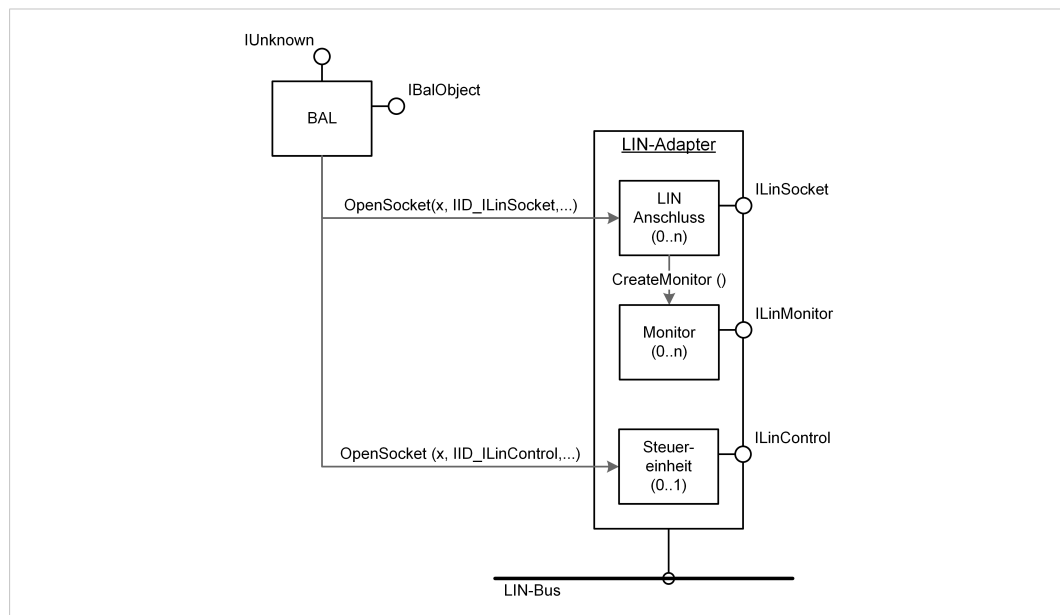 IUnknown
IBalObject
BAL
LIN-Adapter
OpenSocket(x, IID_ILinSocket,...)
LIN
Anschluss
(0..n)
ILinSocket
CreateMonitor ()
Monitor
(0..n)
ILinMonitor
OpenSocket (x, IID_ILinControl,...)
Steuer-
einheit
(0..1)
ILinControl
LIN-Bus